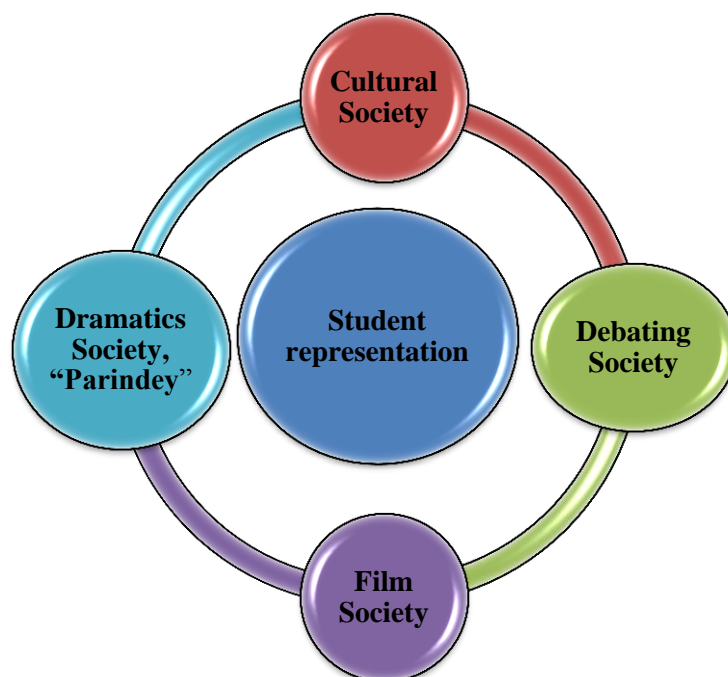 Cultural
Society
Dramatics
Society,
“Parindey”
Student
representation
Debating
Society
Film
Society